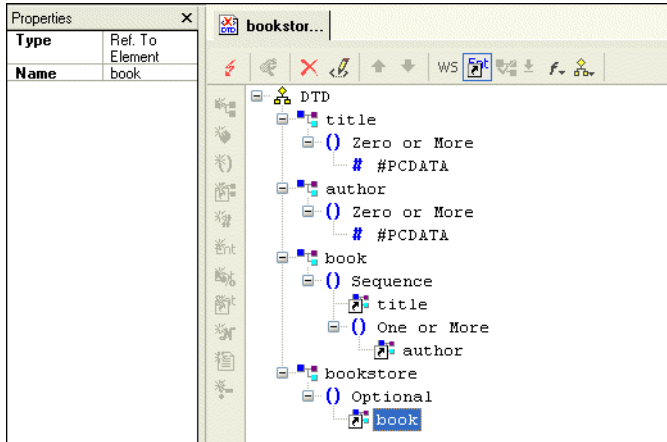 Properties
Type Ref. To
Element
Name book
bookstor...
WS Ent
DTD
title
() Zero or More
# #PCDATA
author
() Zero or More
# #PCDATA
book
() Sequence
title
() One or More
author
bookstore
() Optional
book